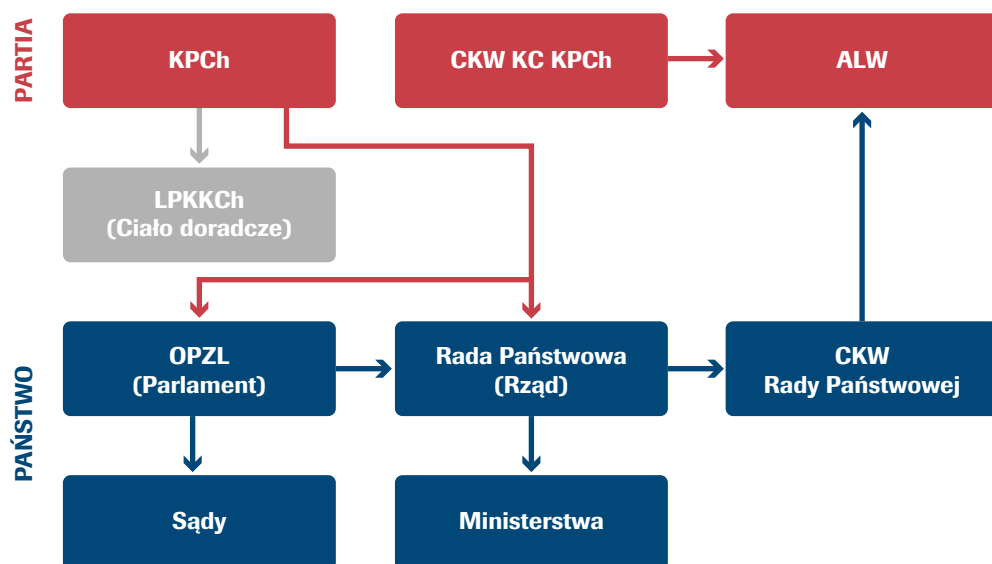 PARTIA
KPCh
CKW KC KPCh
ALW
LPKKCh
(Ciało doradcze)
PAŃSTWO
OPZL
(Parlament)
Rada Państwowa
(Rząd)
CKW
Rady Państwowej
Sądy
Ministerstwa